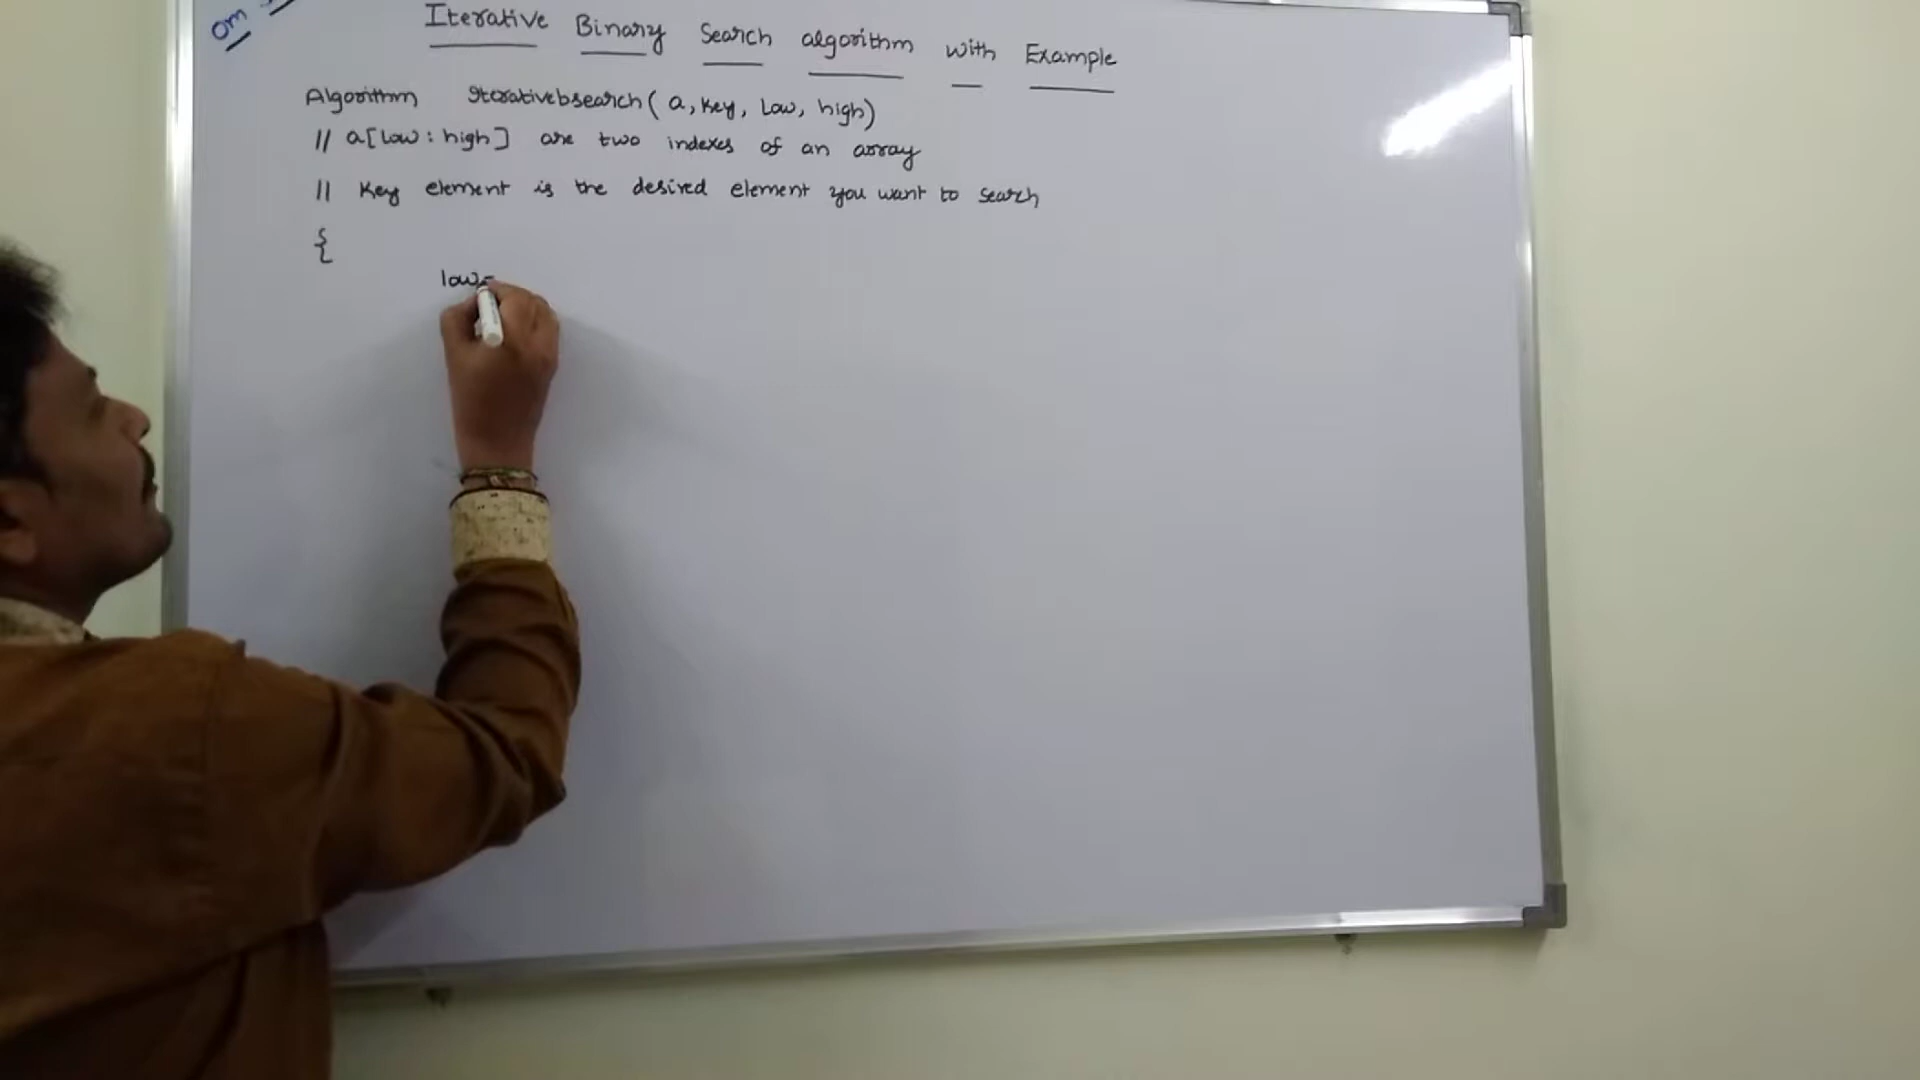 Om
Iterative Binary Search algorithm with Example
Algorithm Iterativebsearch( a, key, low, high)
// a[low : high] are two indexes of an array
// Key element is the desired element you want to search
{
low=